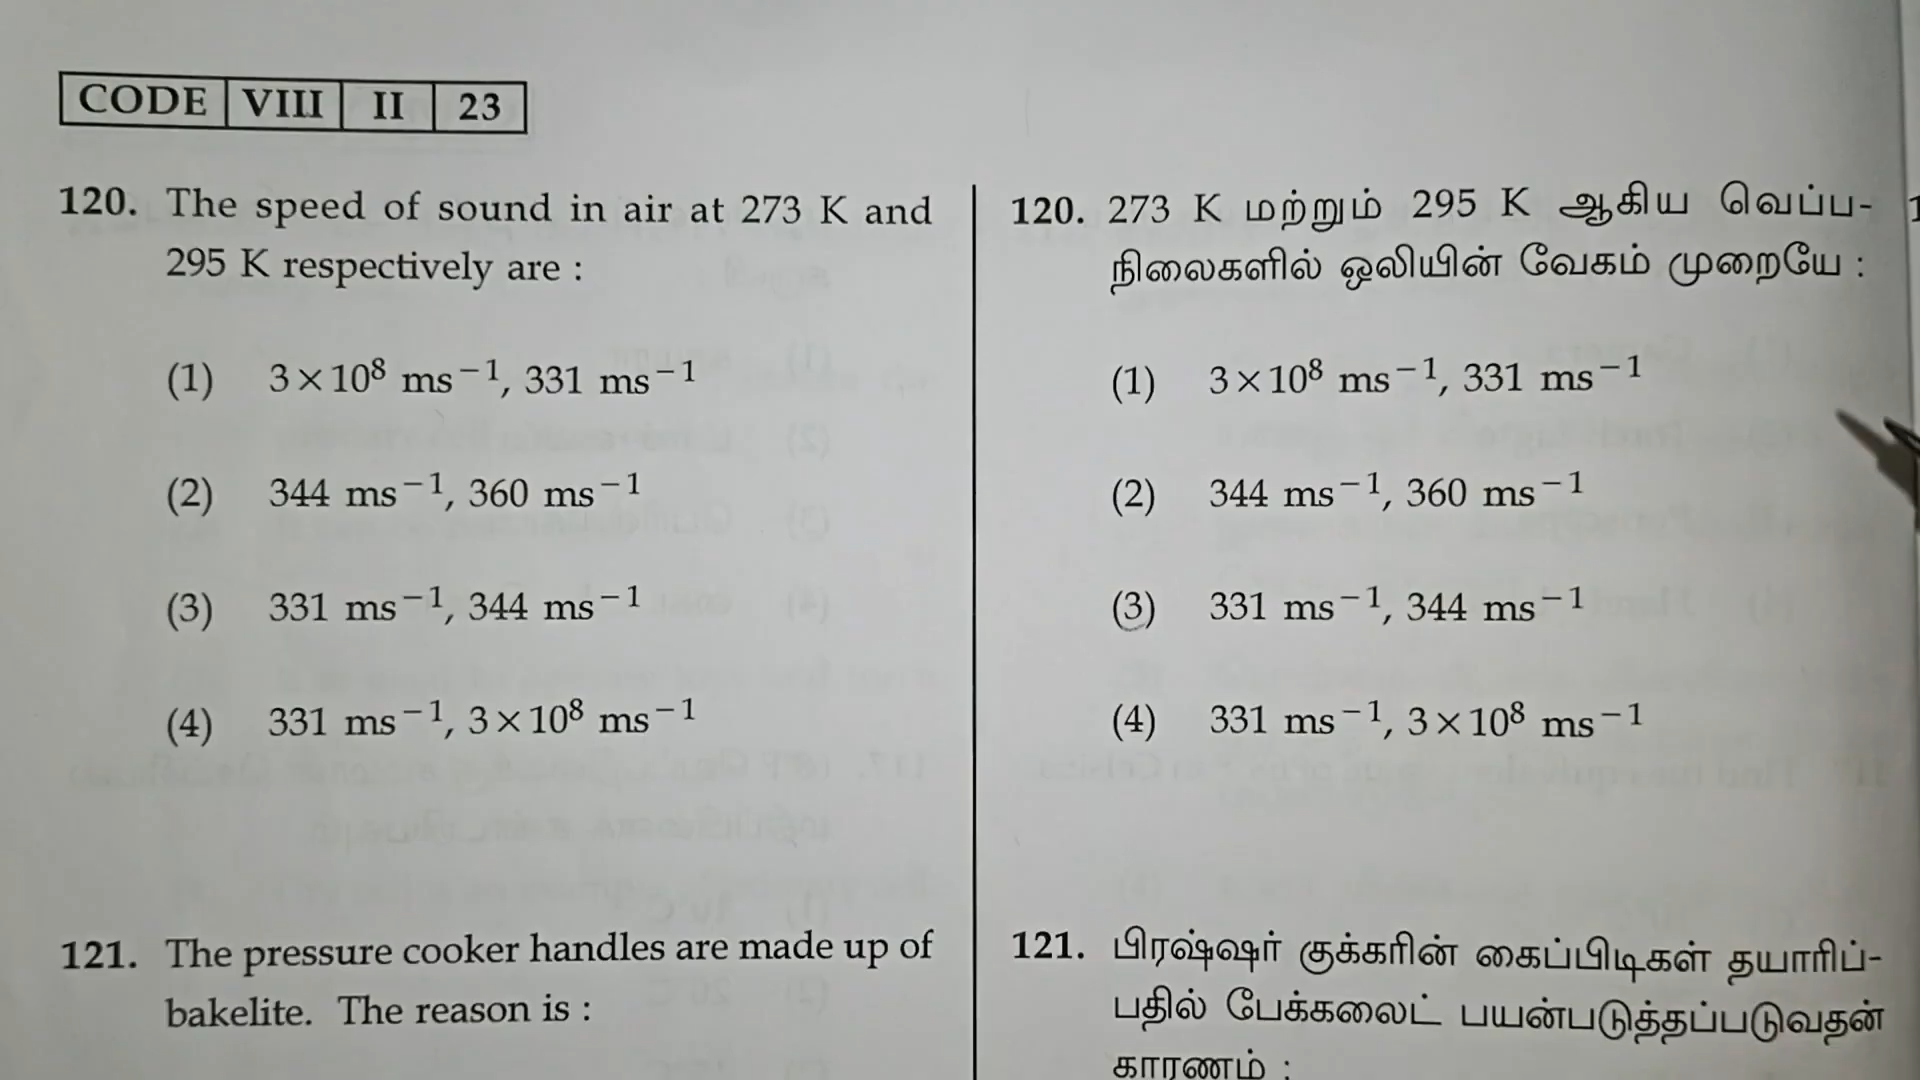 CODE VIII II 23
120. The speed of sound in air at 273 K and
295 K respectively are :
(1) 3×10⁸ ms⁻¹, 331 ms⁻¹
(2) 344 ms⁻¹, 360 ms⁻¹
(3) 331 ms⁻¹, 344 ms⁻¹
(4) 331 ms⁻¹, 3×10⁸ ms⁻¹
121. The pressure cooker handles are made up of
bakelite. The reason is :
120. 273 K மற்றும் 295 K ஆகிய வெப்ப-
நிலைகளில் ஒலியின் வேகம் முறையே :
(1) 3×10⁸ ms⁻¹, 331 ms⁻¹
(2) 344 ms⁻¹, 360 ms⁻¹
(3) 331 ms⁻¹, 344 ms⁻¹
(4) 331 ms⁻¹, 3×10⁸ ms⁻¹
121. பிரஷ்ஷர் குக்கரின் கைப்பிடிகள் தயாரிப்-
பதில் பேக்கலைட் பயன்படுத்தப்படுவதன்
காரணம் :